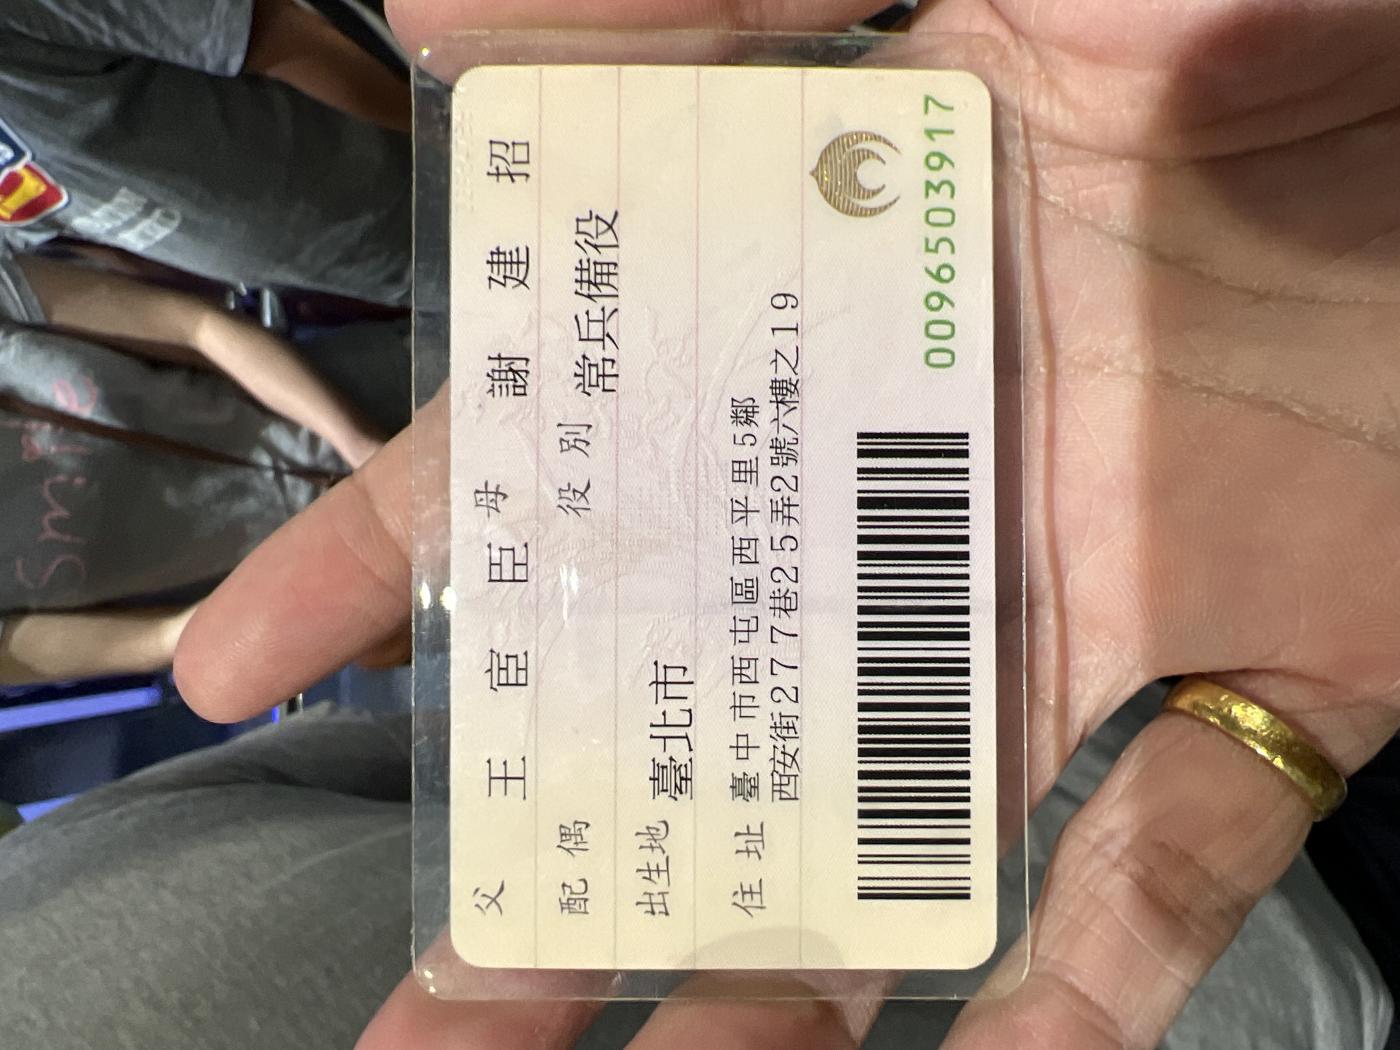 父 王宦臣 母 謝建招
配偶 役別 常兵備役
出生地 臺北市
住址 臺中市西屯區西平里5鄰
西安街277巷25弄2號六樓之19
0096503917